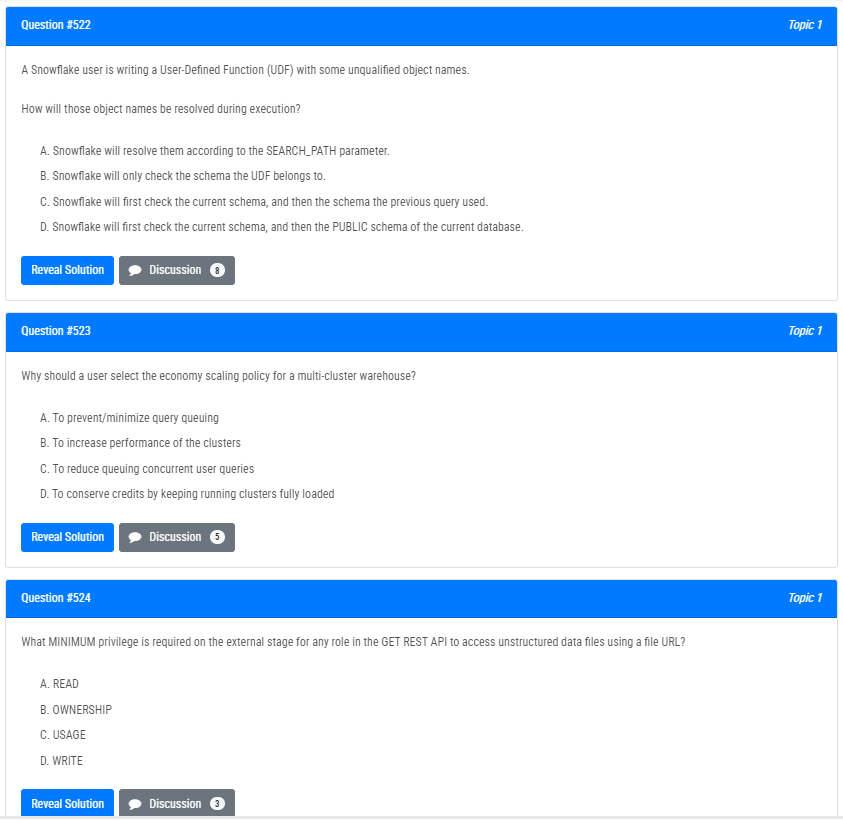 Question #522
Topic 1
A Snowflake user is writing a User-Defined Function (UDF) with some unqualified object names.
How will those object names be resolved during execution?
A. Snowflake will resolve them according to the SEARCH_PATH parameter.
B. Snowflake will only check the schema the UDF belongs to.
C. Snowflake will first check the current schema, and then the schema the previous query used.
D. Snowflake will first check the current schema, and then the PUBLIC schema of the current database.
Reveal Solution
Discussion 8
Question #523
Topic 1
Why should a user select the economy scaling policy for a multi-cluster warehouse?
A. To prevent/minimize query queuing
B. To increase performance of the clusters
C. To reduce queuing concurrent user queries
D. To conserve credits by keeping running clusters fully loaded
Reveal Solution
Discussion 5
Question #524
Topic 1
What MINIMUM privilege is required on the external stage for any role in the GET REST API to access unstructured data files using a file URL?
A. READ
B. OWNERSHIP
C. USAGE
D. WRITE
Reveal Solution
Discussion 3